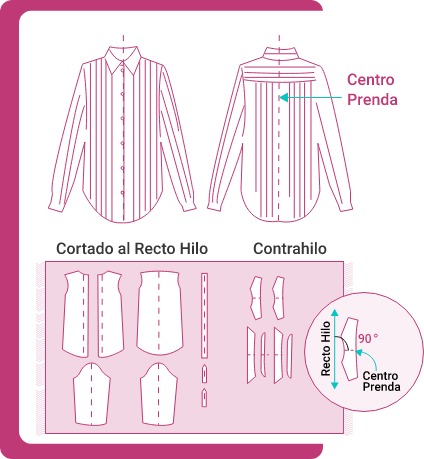 Centro
Prenda
Cortado al Recto Hilo
Contrahilo
Recto Hilo
90°
Centro
Prenda